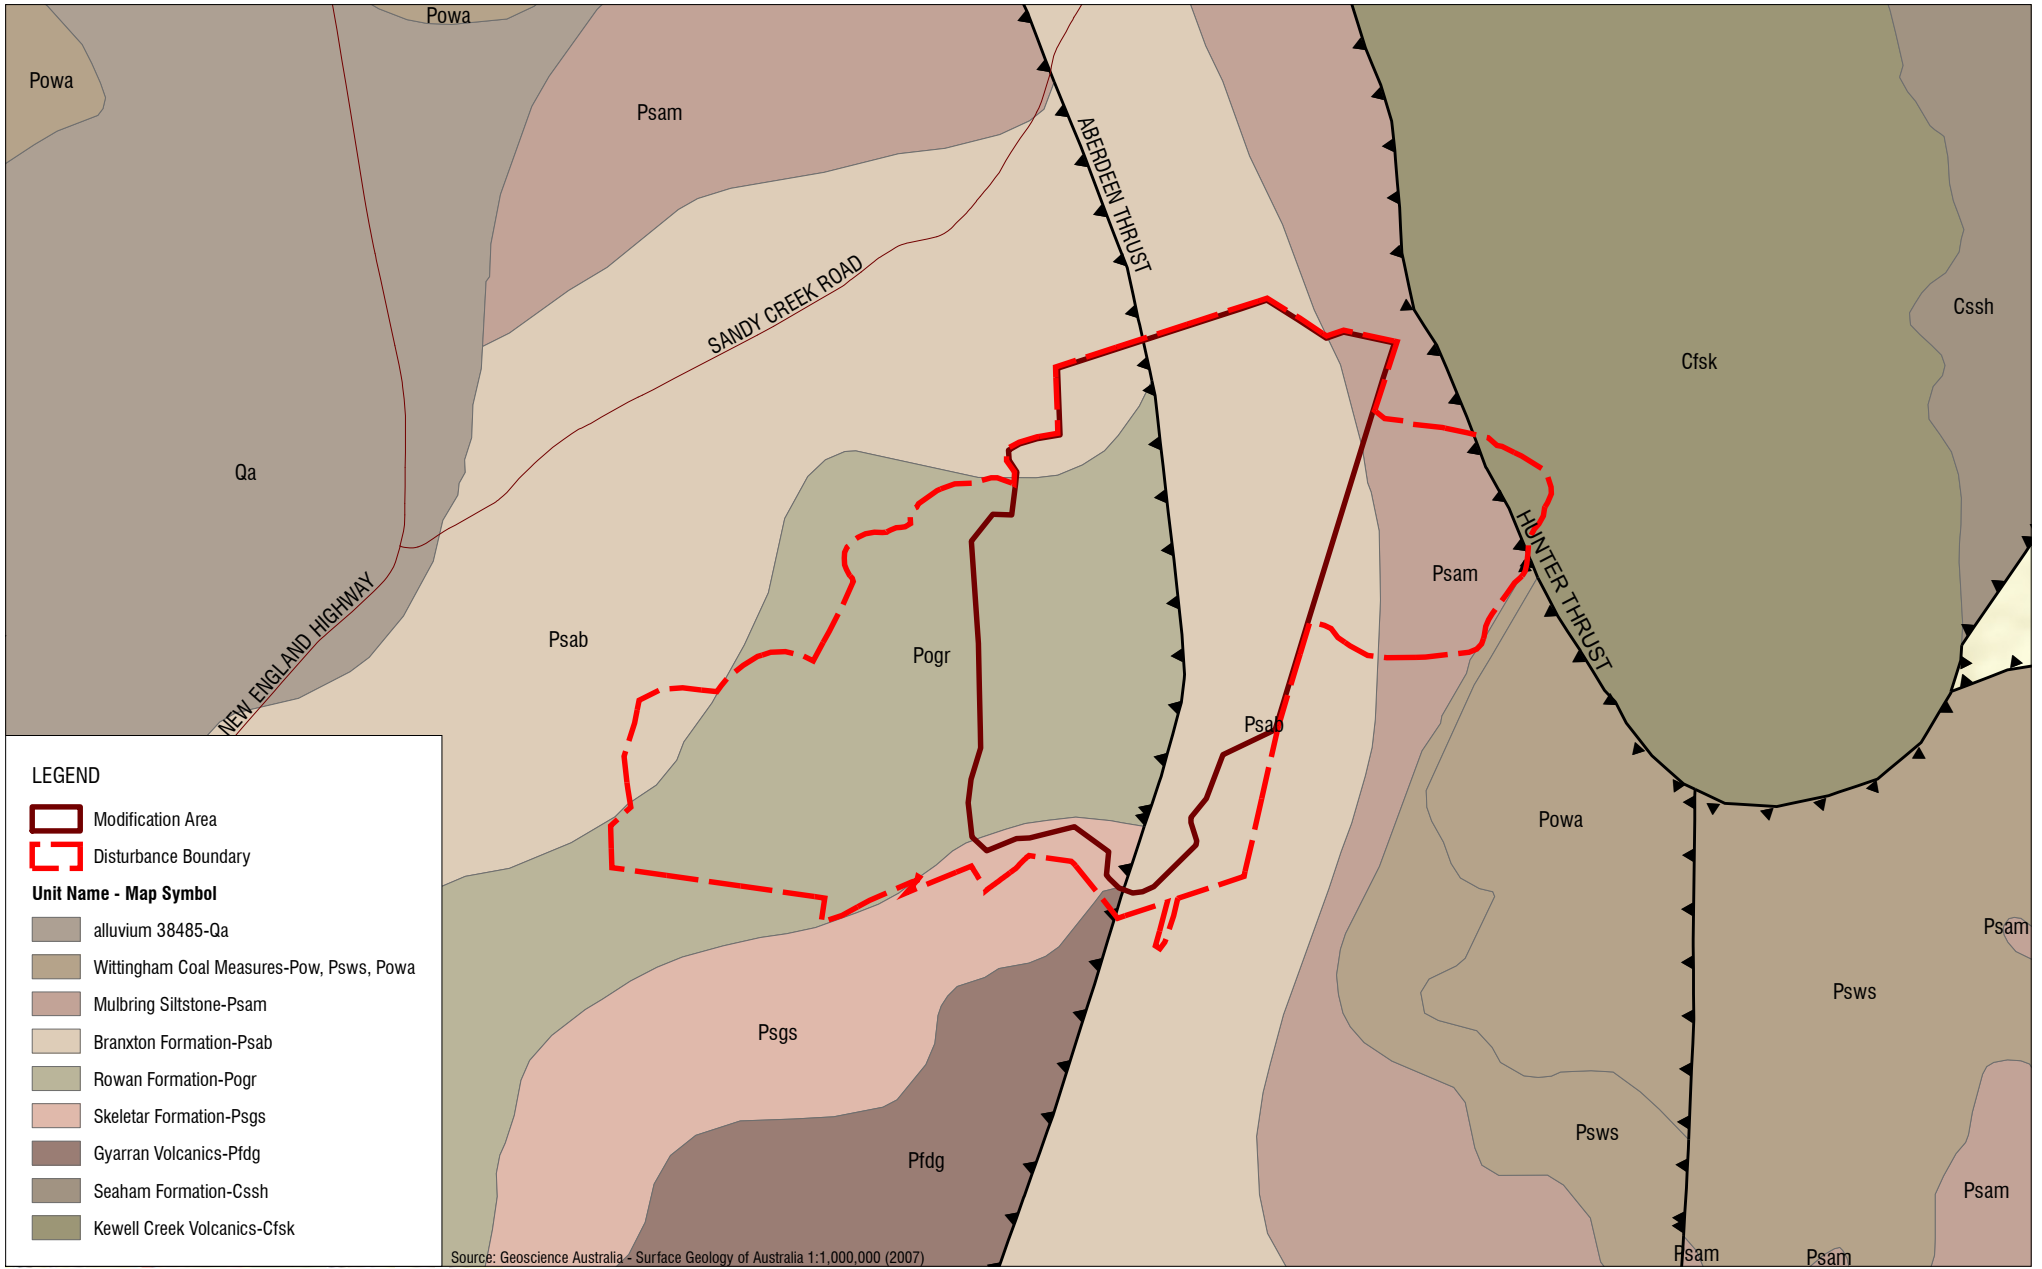 Powa
Powa
Psam
ABERDEEN THRUST
SANDY CREEK ROAD
Cssh
Cfsk
Qa
HUNTER THRUST
Psam
NEW ENGLAND HIGHWAY
Psab
Pogr
Psab
Powa
Psam
Psws
Psgs
Psws
Pfdg
Psam
Psam
Psam
LEGEND
Modification Area
Disturbance Boundary
Unit Name - Map Symbol
alluvium 38485-Qa
Wittingham Coal Measures-Pow, Psws, Powa
Mulbring Siltstone-Psam
Branxton Formation-Psab
Rowan Formation-Pogr
Skeletar Formation-Psgs
Gyarran Volcanics-Pfdg
Seaham Formation-Cssh
Kewell Creek Volcanics-Cfsk
Source: Geoscience Australia - Surface Geology of Australia 1:1,000,000 (2007)